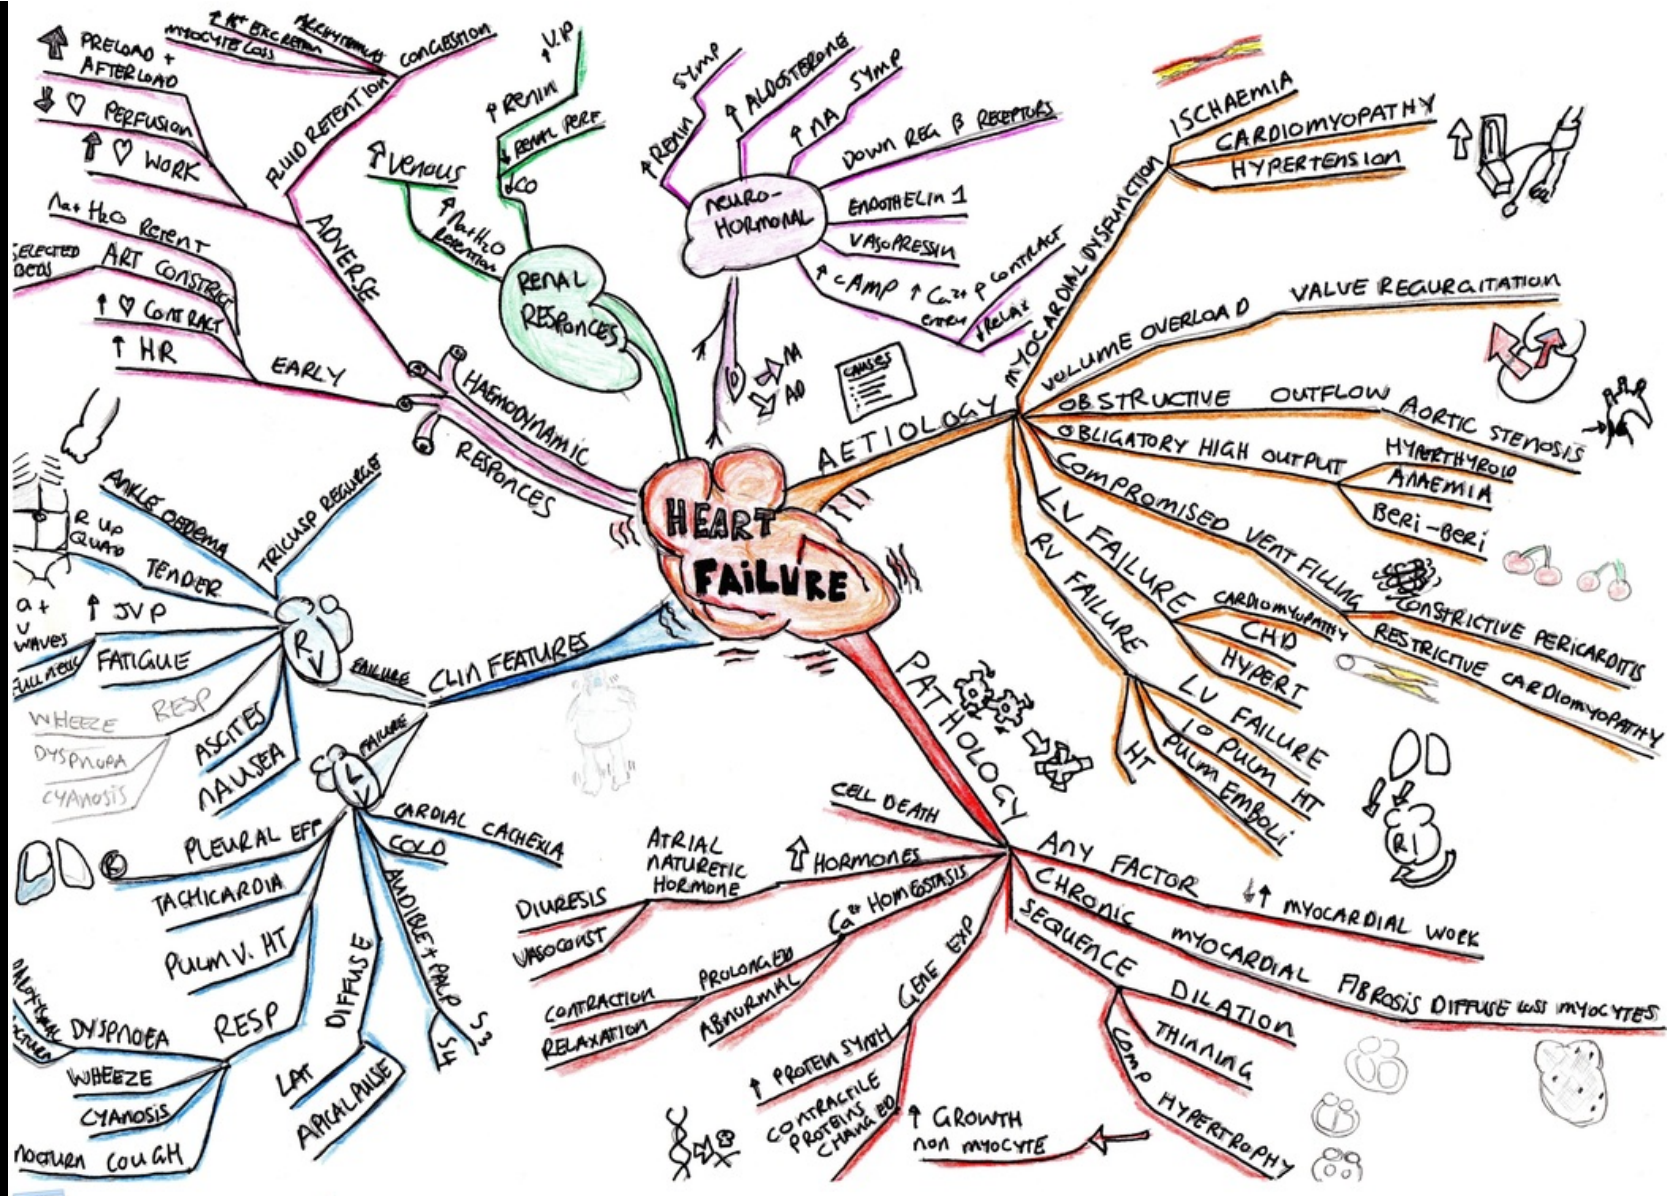 HEART
FAILURE
AETIOLOGY
CAUSES
MYOCARDIAL DYSFUNCTION
ISCHAEMIA
CARDIOMYOPATHY
HYPERTENSION
VOLUME OVERLOAD
VALVE REGURGITATION
OBSTRUCTIVE OUTFLOW
AORTIC STENOSIS
OBLIGATORY HIGH OUTPUT
HYPERTHYROID
ANAEMIA
BERI-BERI
COMPROMISED VENT FILLING
CONSTRICTIVE PERICARDITIS
RESTRICTIVE CARDIOMYOPATHY
LV FAILURE
CARDIOMYOPATHY
CHD
HYPERT
RV FAILURE
LV FAILURE
1O PULM HT
PULM EMBOLI
HT
PATHOLOGY
ANY FACTOR
↑ MYOCARDIAL WORK
CHRONIC MYOCARDIAL FIBROSIS DIFFUSE LOSS MYOCYTES
SEQUENCE
DILATION
THINNING
COMP HYPERTROPHY
GENE EXP
↑ PROTEIN SYNTH
CONTRACTILE
PROTEINS
CHANGED
↑ GROWTH
NON MYOCYTE
Ca2+ HOMEOSTASIS
PROLONGED
CONTRACTION
RELAXATION
ABNORMAL
↑ HORMONES
ATRIAL
NATURETIC
HORMONE
DIURESIS
VASOCONST
CELL DEATH
CLIN FEATURES
FAILURE
RV
ANKLE OEDEMA
TRICUSP REGURGE
TENDER
R UP
QUAD
↑ JVP
a +
v
WAVES
FATIGUE
RESP
WHEEZE
DYSPNOEA
CYANOSIS
ASCITIES
NAUSEA
FAILURE
LV
CARDIAL CACHEXIA
COLD
AUDIBLE + PALP S3
S4
DIFFUSE
LAT
APICAL PULSE
PLEURAL EFF
R
TACHICARDIA
PULM V. HT
RESP
DYSPNOEA
WHEEZE
CYANOSIS
NOCTURN COUGH
HAEMODYNAMIC
RESPONCES
EARLY
↑ HR
↑ ♡ CONTRACT
ART CONSTRICT
SELECTED
BEDS
Na+ H2O RETENT
ADVERSE
↑ ♡ WORK
↓ ♡ PERFUSION
↑ PRELOAD +
AFTERLOAD
FLUID RETENTION
MYOCYTE LOSS
↑ K+ EXCRETION
ARRHYTHMIAS
CONGESTION
RENAL
RESPONCES
↑ Na+ H2O
RETENTION
↑ VENOUS
↓CO
↓ RENAL PERF
↑ RENIN
↑ V.P
NEURO-
HORMONAL
↑ RENIN
SYMP
↑ ALDOSTERONE
↑ NA
SYMP
DOWN REG β RECEPTORS
ENDOTHELIN 1
VASOPRESSIN
↑ cAMP
↑ Ca2+
ENTRY
↑ CONTRACT
↓ RELAX
NA
AD